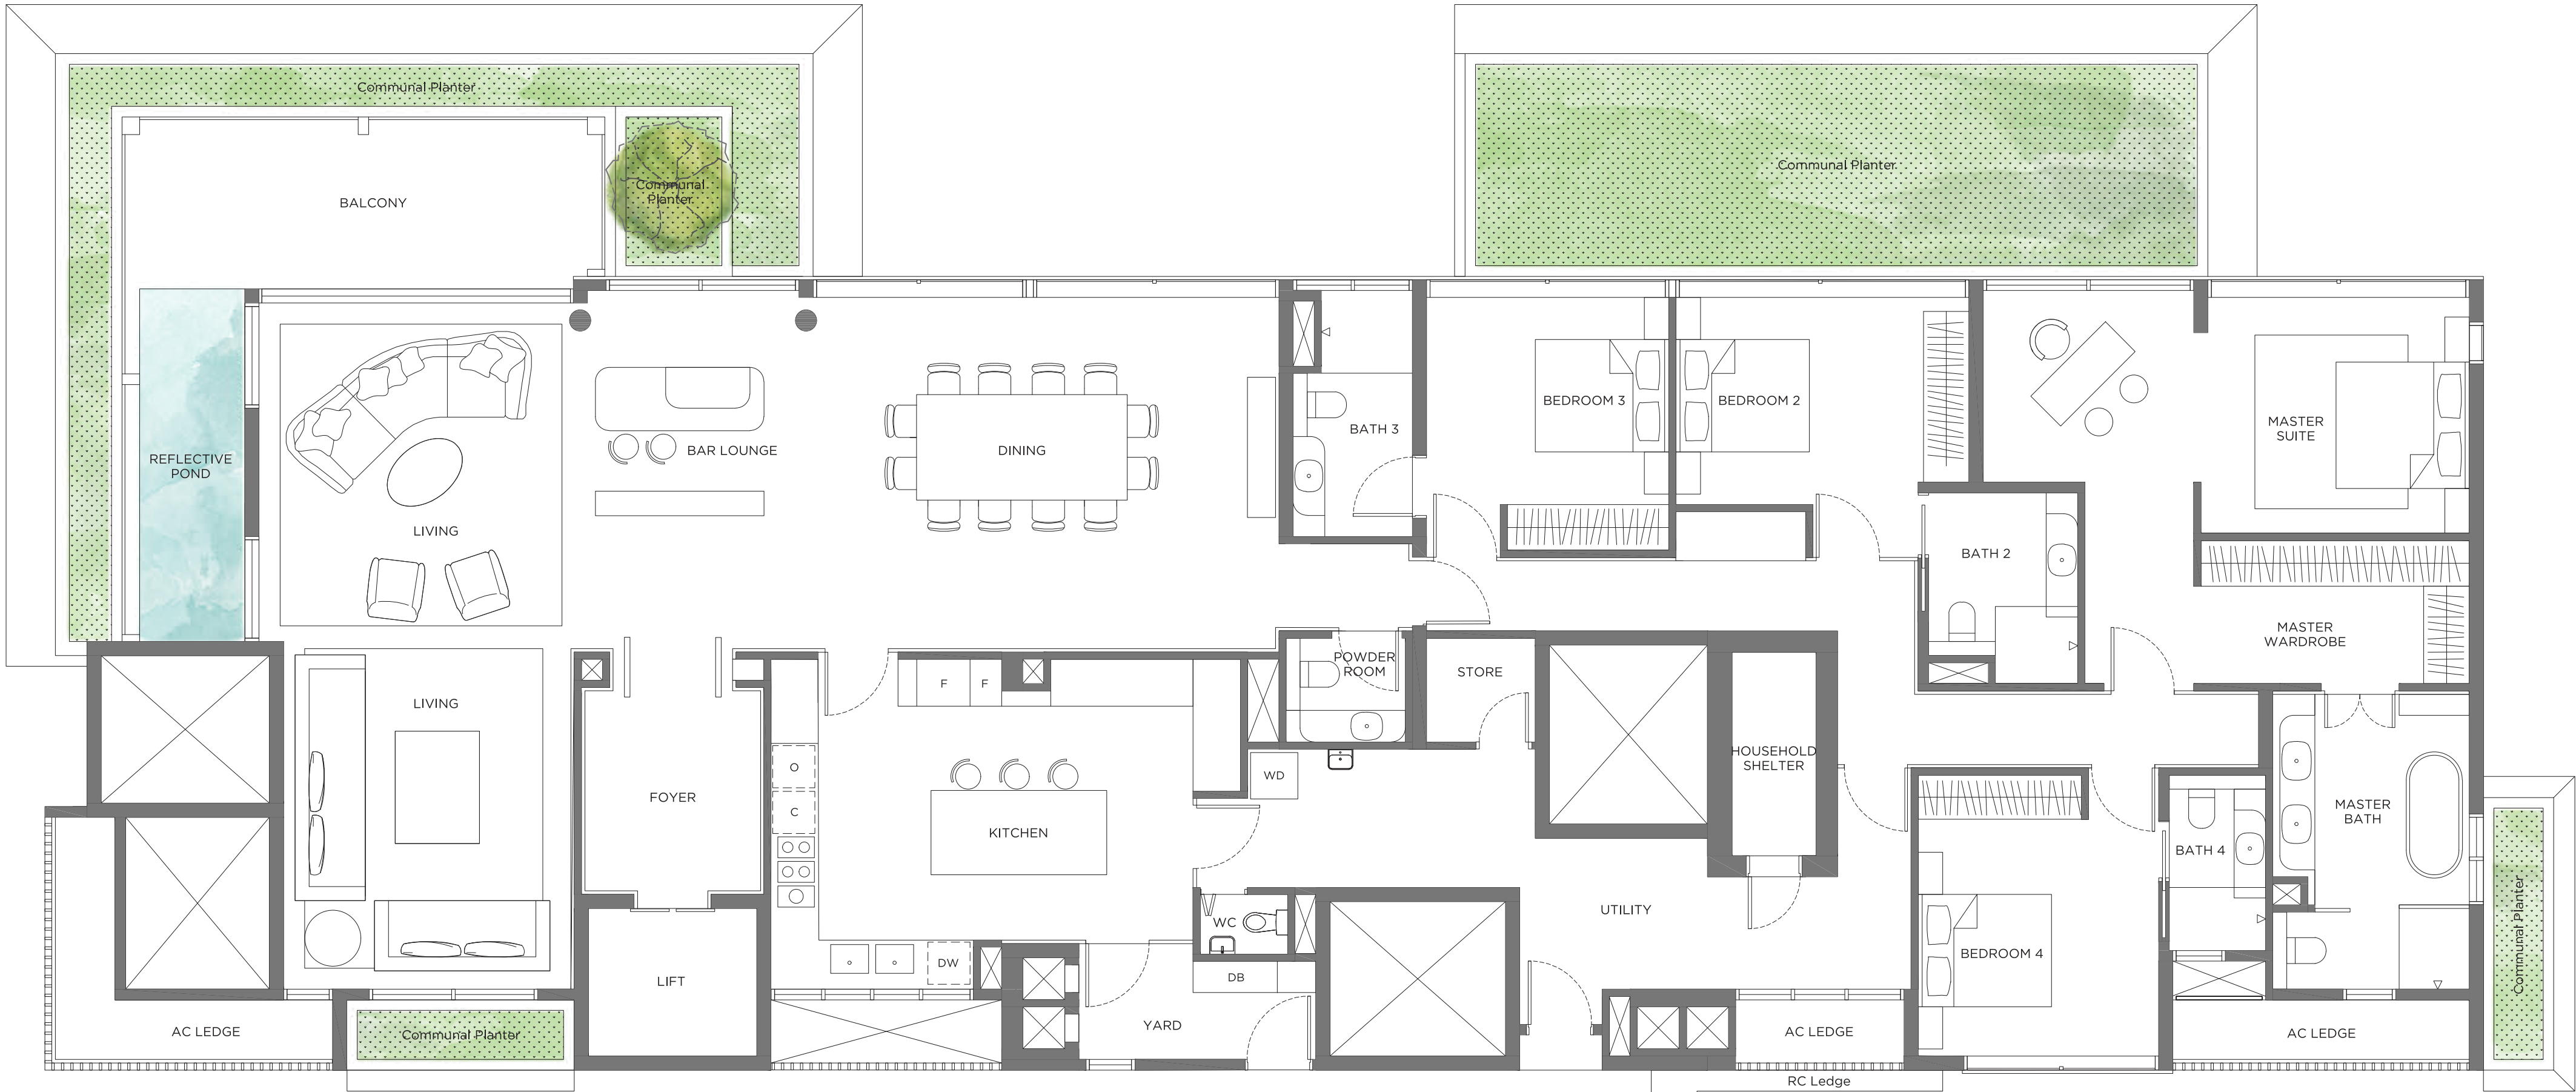 Communal Planter
Communal
Planter
Communal Planter
BALCONY
REFLECTIVE
POND
LIVING
BAR LOUNGE
DINING
BATH 3
BEDROOM 3
BEDROOM 2
MASTER
SUITE
BATH 2
MASTER
WARDROBE
LIVING
FOYER
F
F
POWDER
ROOM
STORE
HOUSEHOLD
SHELTER
WD
O
C
KITCHEN
MASTER
BATH
BATH 4
WC
UTILITY
BEDROOM 4
Communal Planter
LIFT
DW
DB
AC LEDGE
Communal Planter
YARD
AC LEDGE
AC LEDGE
RC Ledge